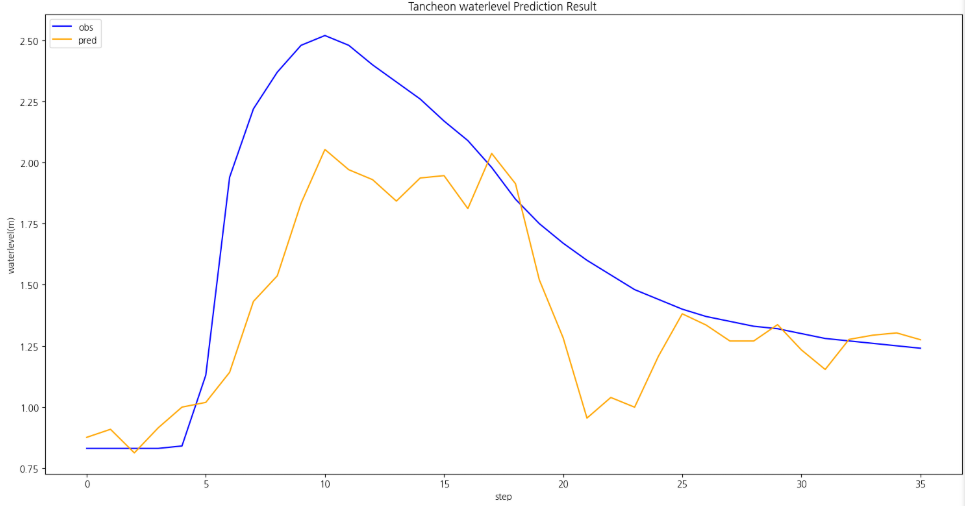 Tancheon waterlevel Prediction Result
obs
pred
2.50
2.25
2.00
1.75
1.50
1.25
1.00
0.75
waterlevel(m)
0 5 10 15 20 25 30 35
step